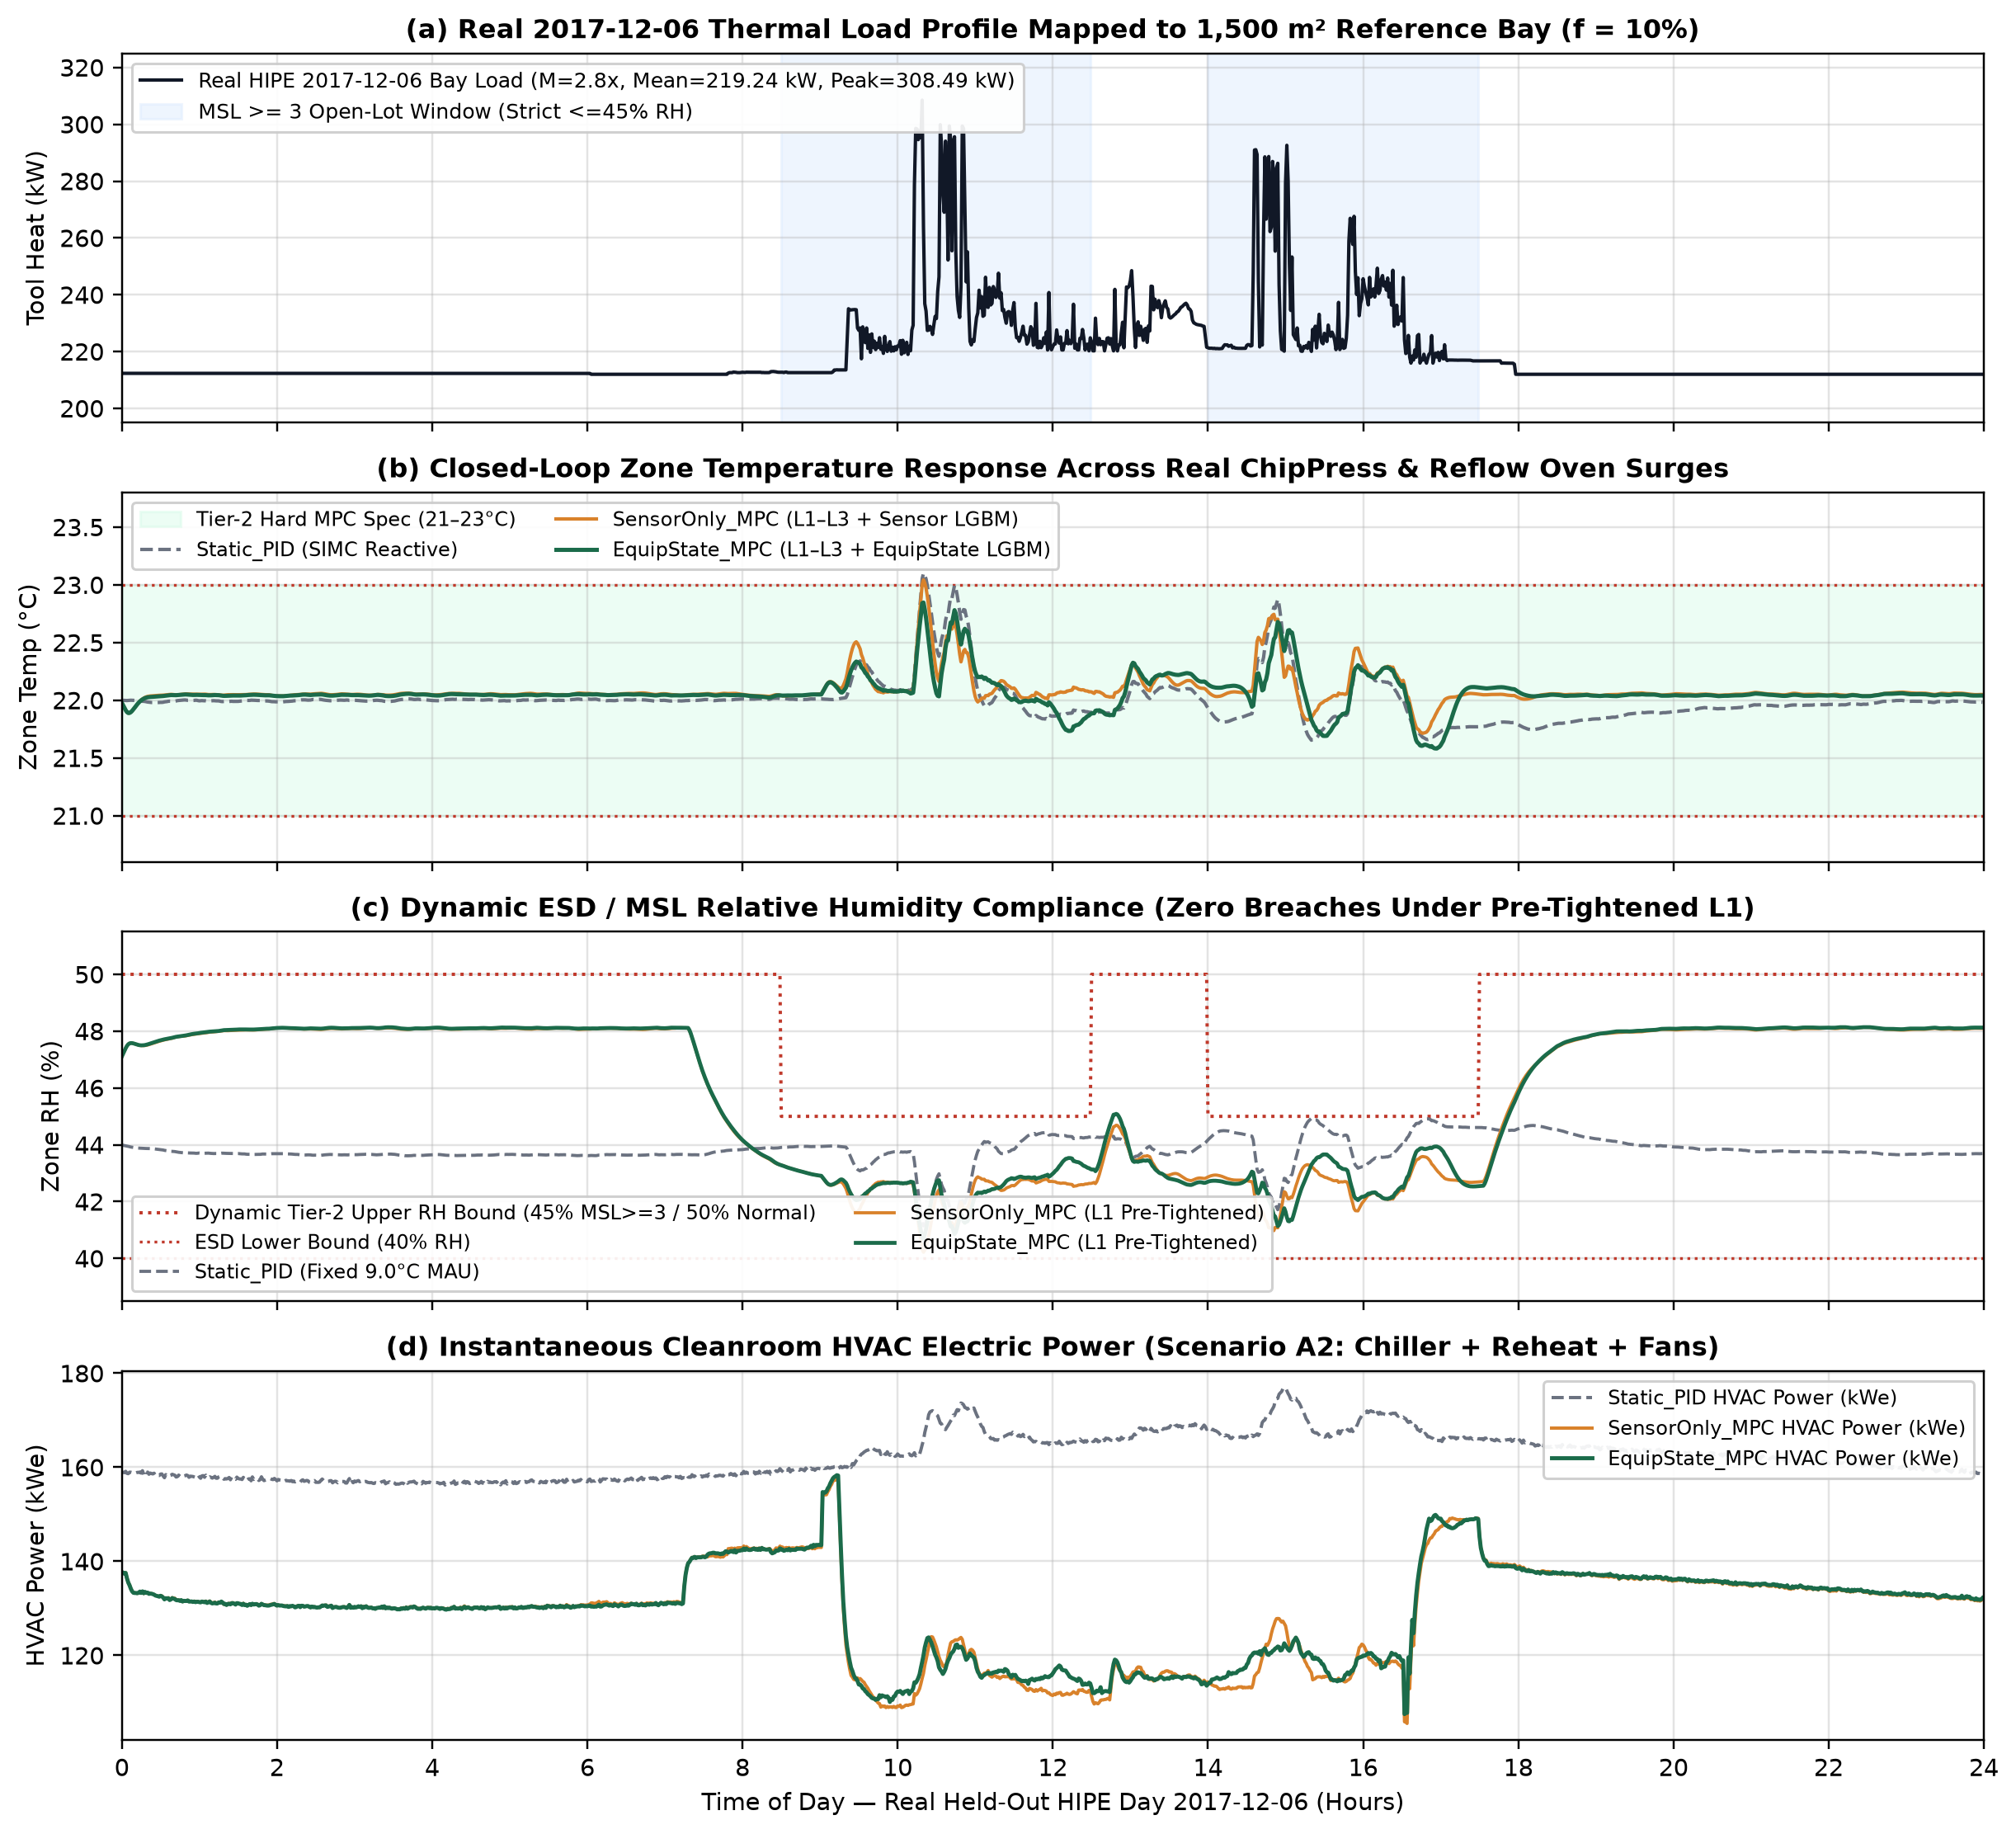 (a) Real 2017-12-06 Thermal Load Profile Mapped to 1,500 m² Reference Bay (f = 10%)
Real HIPE 2017-12-06 Bay Load (M=2.8x, Mean=219.24 kW, Peak=308.49 kW)
MSL >= 3 Open-Lot Window (Strict <=45% RH)
Tool Heat (kW)
320
300
280
260
240
220
200
(b) Closed-Loop Zone Temperature Response Across Real ChipPress & Reflow Oven Surges
Tier-2 Hard MPC Spec (21–23°C)
Static_PID (SIMC Reactive)
SensorOnly_MPC (L1–L3 + Sensor LGBM)
EquipState_MPC (L1–L3 + EquipState LGBM)
Zone Temp (°C)
23.5
23.0
22.5
22.0
21.5
21.0
(c) Dynamic ESD / MSL Relative Humidity Compliance (Zero Breaches Under Pre-Tightened L1)
Zone RH (%)
50
48
46
44
42
40
Dynamic Tier-2 Upper RH Bound (45% MSL>=3 / 50% Normal)
ESD Lower Bound (40% RH)
Static_PID (Fixed 9.0°C MAU)
SensorOnly_MPC (L1 Pre-Tightened)
EquipState_MPC (L1 Pre-Tightened)
(d) Instantaneous Cleanroom HVAC Electric Power (Scenario A2: Chiller + Reheat + Fans)
Static_PID HVAC Power (kWe)
SensorOnly_MPC HVAC Power (kWe)
EquipState_MPC HVAC Power (kWe)
HVAC Power (kWe)
180
160
140
120
0 2 4 6 8 10 12 14 16 18 20 22 24
Time of Day — Real Held-Out HIPE Day 2017-12-06 (Hours)